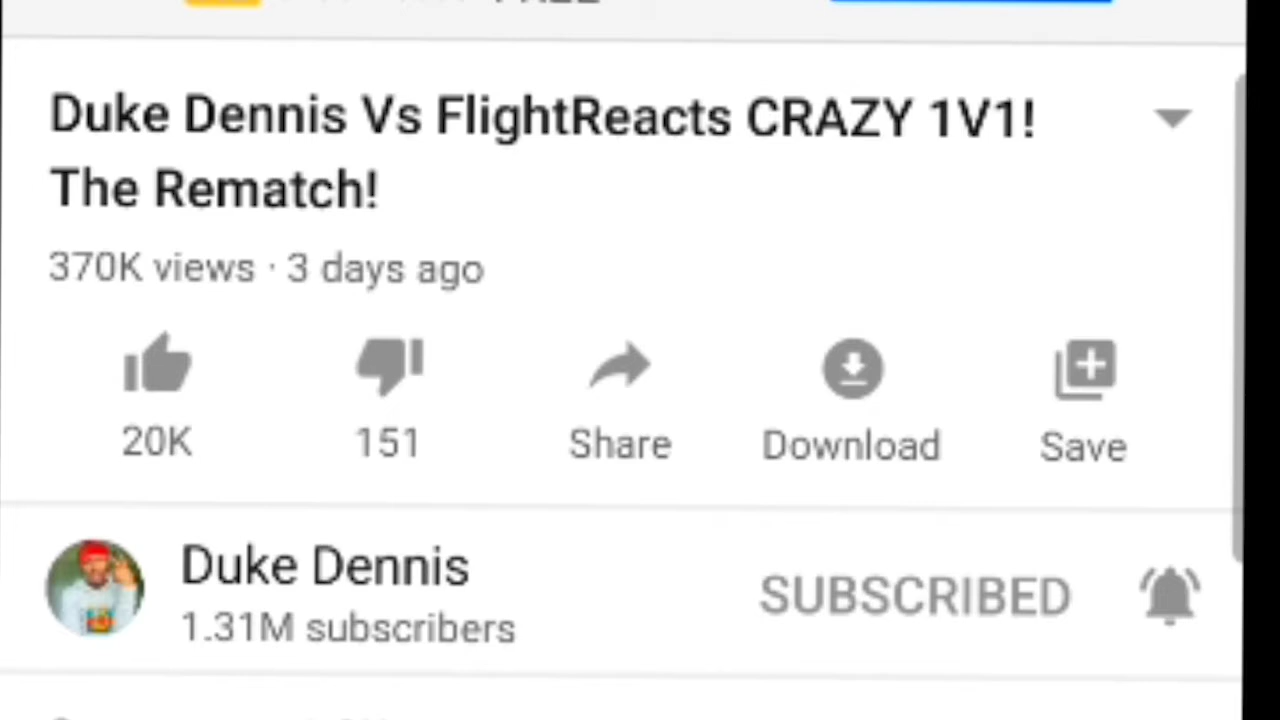 Duke Dennis Vs FlightReacts CRAZY 1V1!
The Rematch!
370K views · 3 days ago
20K
151
Share
Download
Save
Duke Dennis
SUBSCRIBED
1.31M subscribers